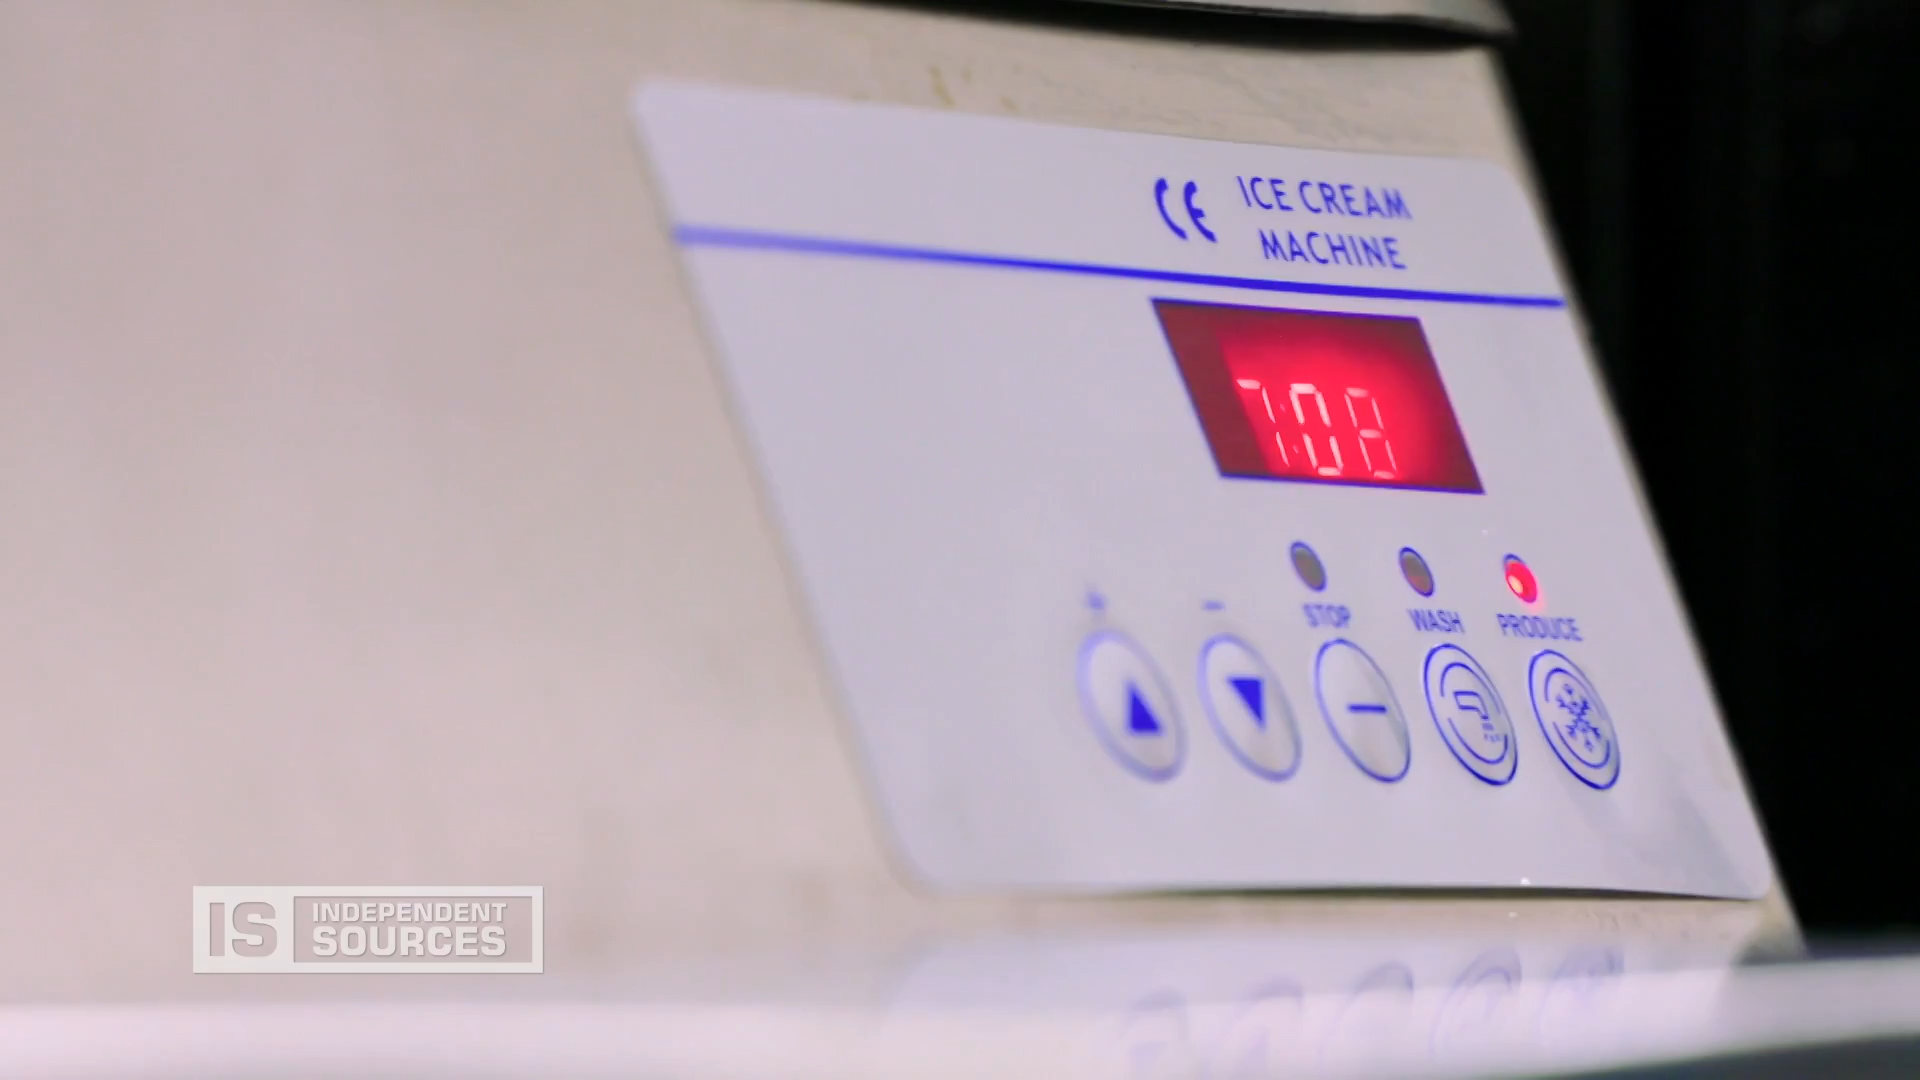 CE ICE CREAM
MACHINE
7:08
+ -
STOP WASH PRODUCE
IS INDEPENDENT
SOURCES